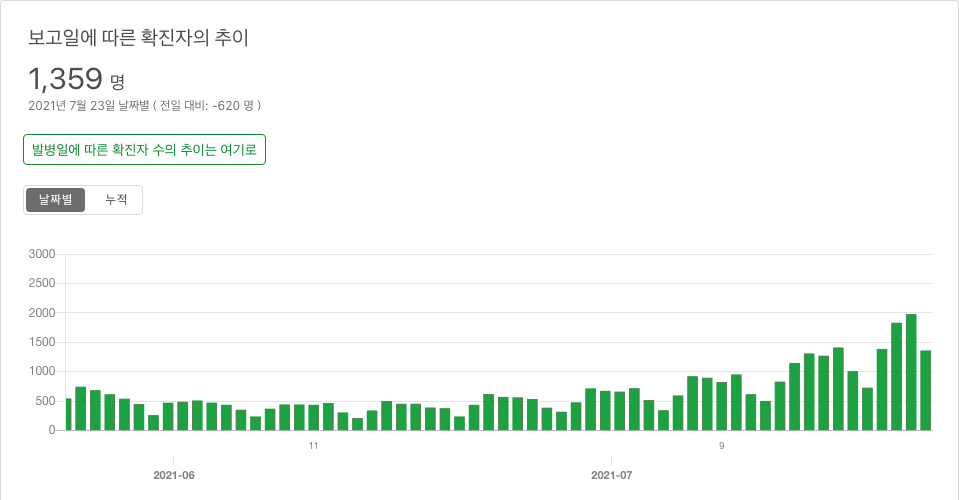 보고일에 따른 확진자의 추이
1,359 명
2021년 7월 23일 날짜별 ( 전일 대비: -620 명 )
발병일에 따른 확진자 수의 추이는 여기로
날짜별 누적
3000
2500
2000
1500
1000
500
0
11 9
2021-06 2021-07